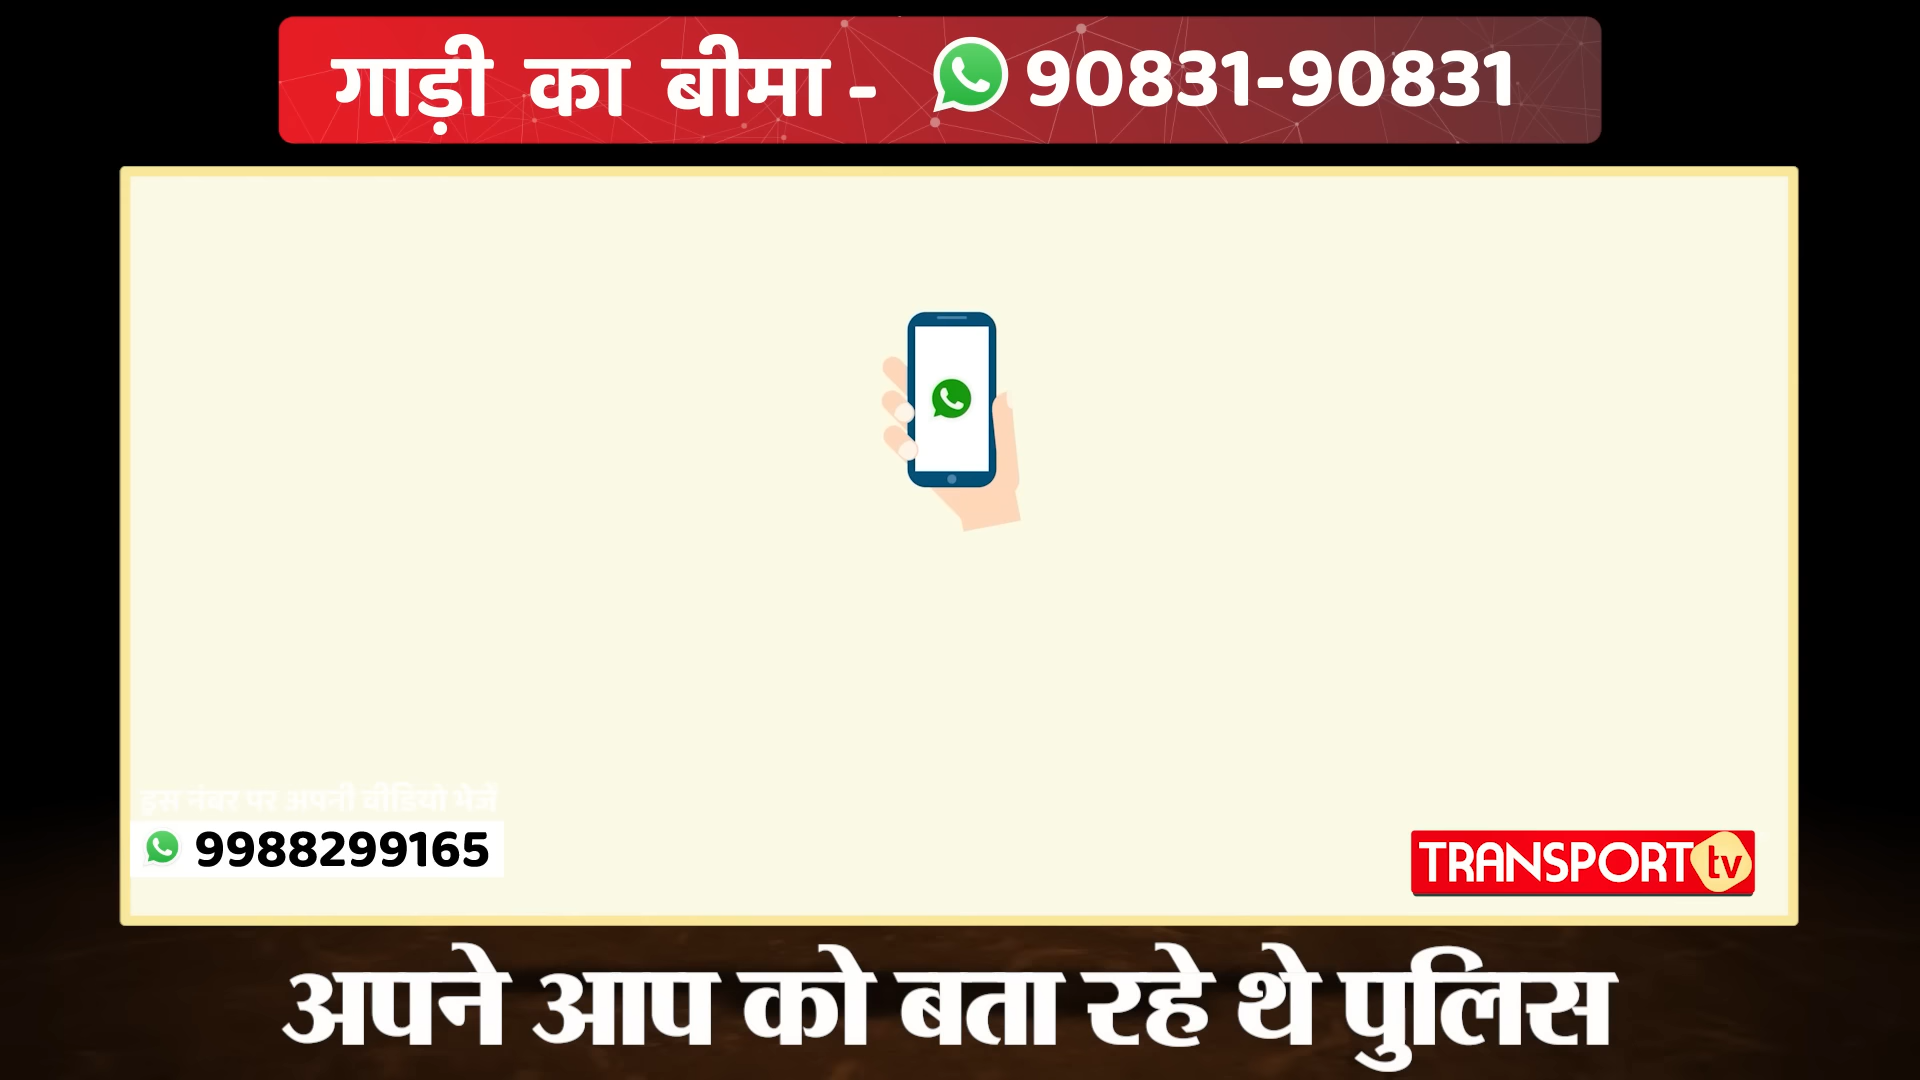 गाड़ी का बीमा - 90831-90831
इस नंबर पर अपनी वीडियो भेजें
9988299165
TRANSPORT tv
अपने आप को बता रहे थे पुलिस